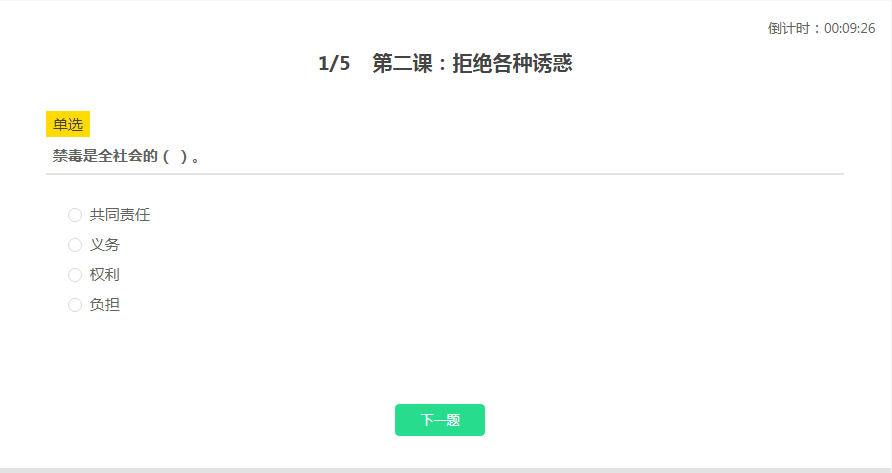 倒计时：00:09:26
1/5 第二课：拒绝各种诱惑
单选
禁毒是全社会的（ ）。
共同责任
义务
权利
负担
下一题